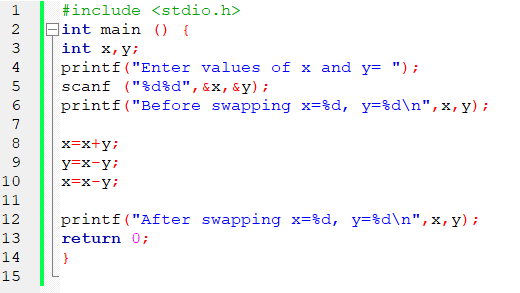 1 #include <stdio.h>
2 int main () {
3 int x,y;
4 printf("Enter values of x and y= ");
5 scanf ("%d%d",&x,&y);
6 printf("Before swapping x=%d, y=%d\n",x,y);
7
8 x=x+y;
9 y=x-y;
10 x=x-y;
11
12 printf("After swapping x=%d, y=%d\n",x,y);
13 return 0;
14 }
15